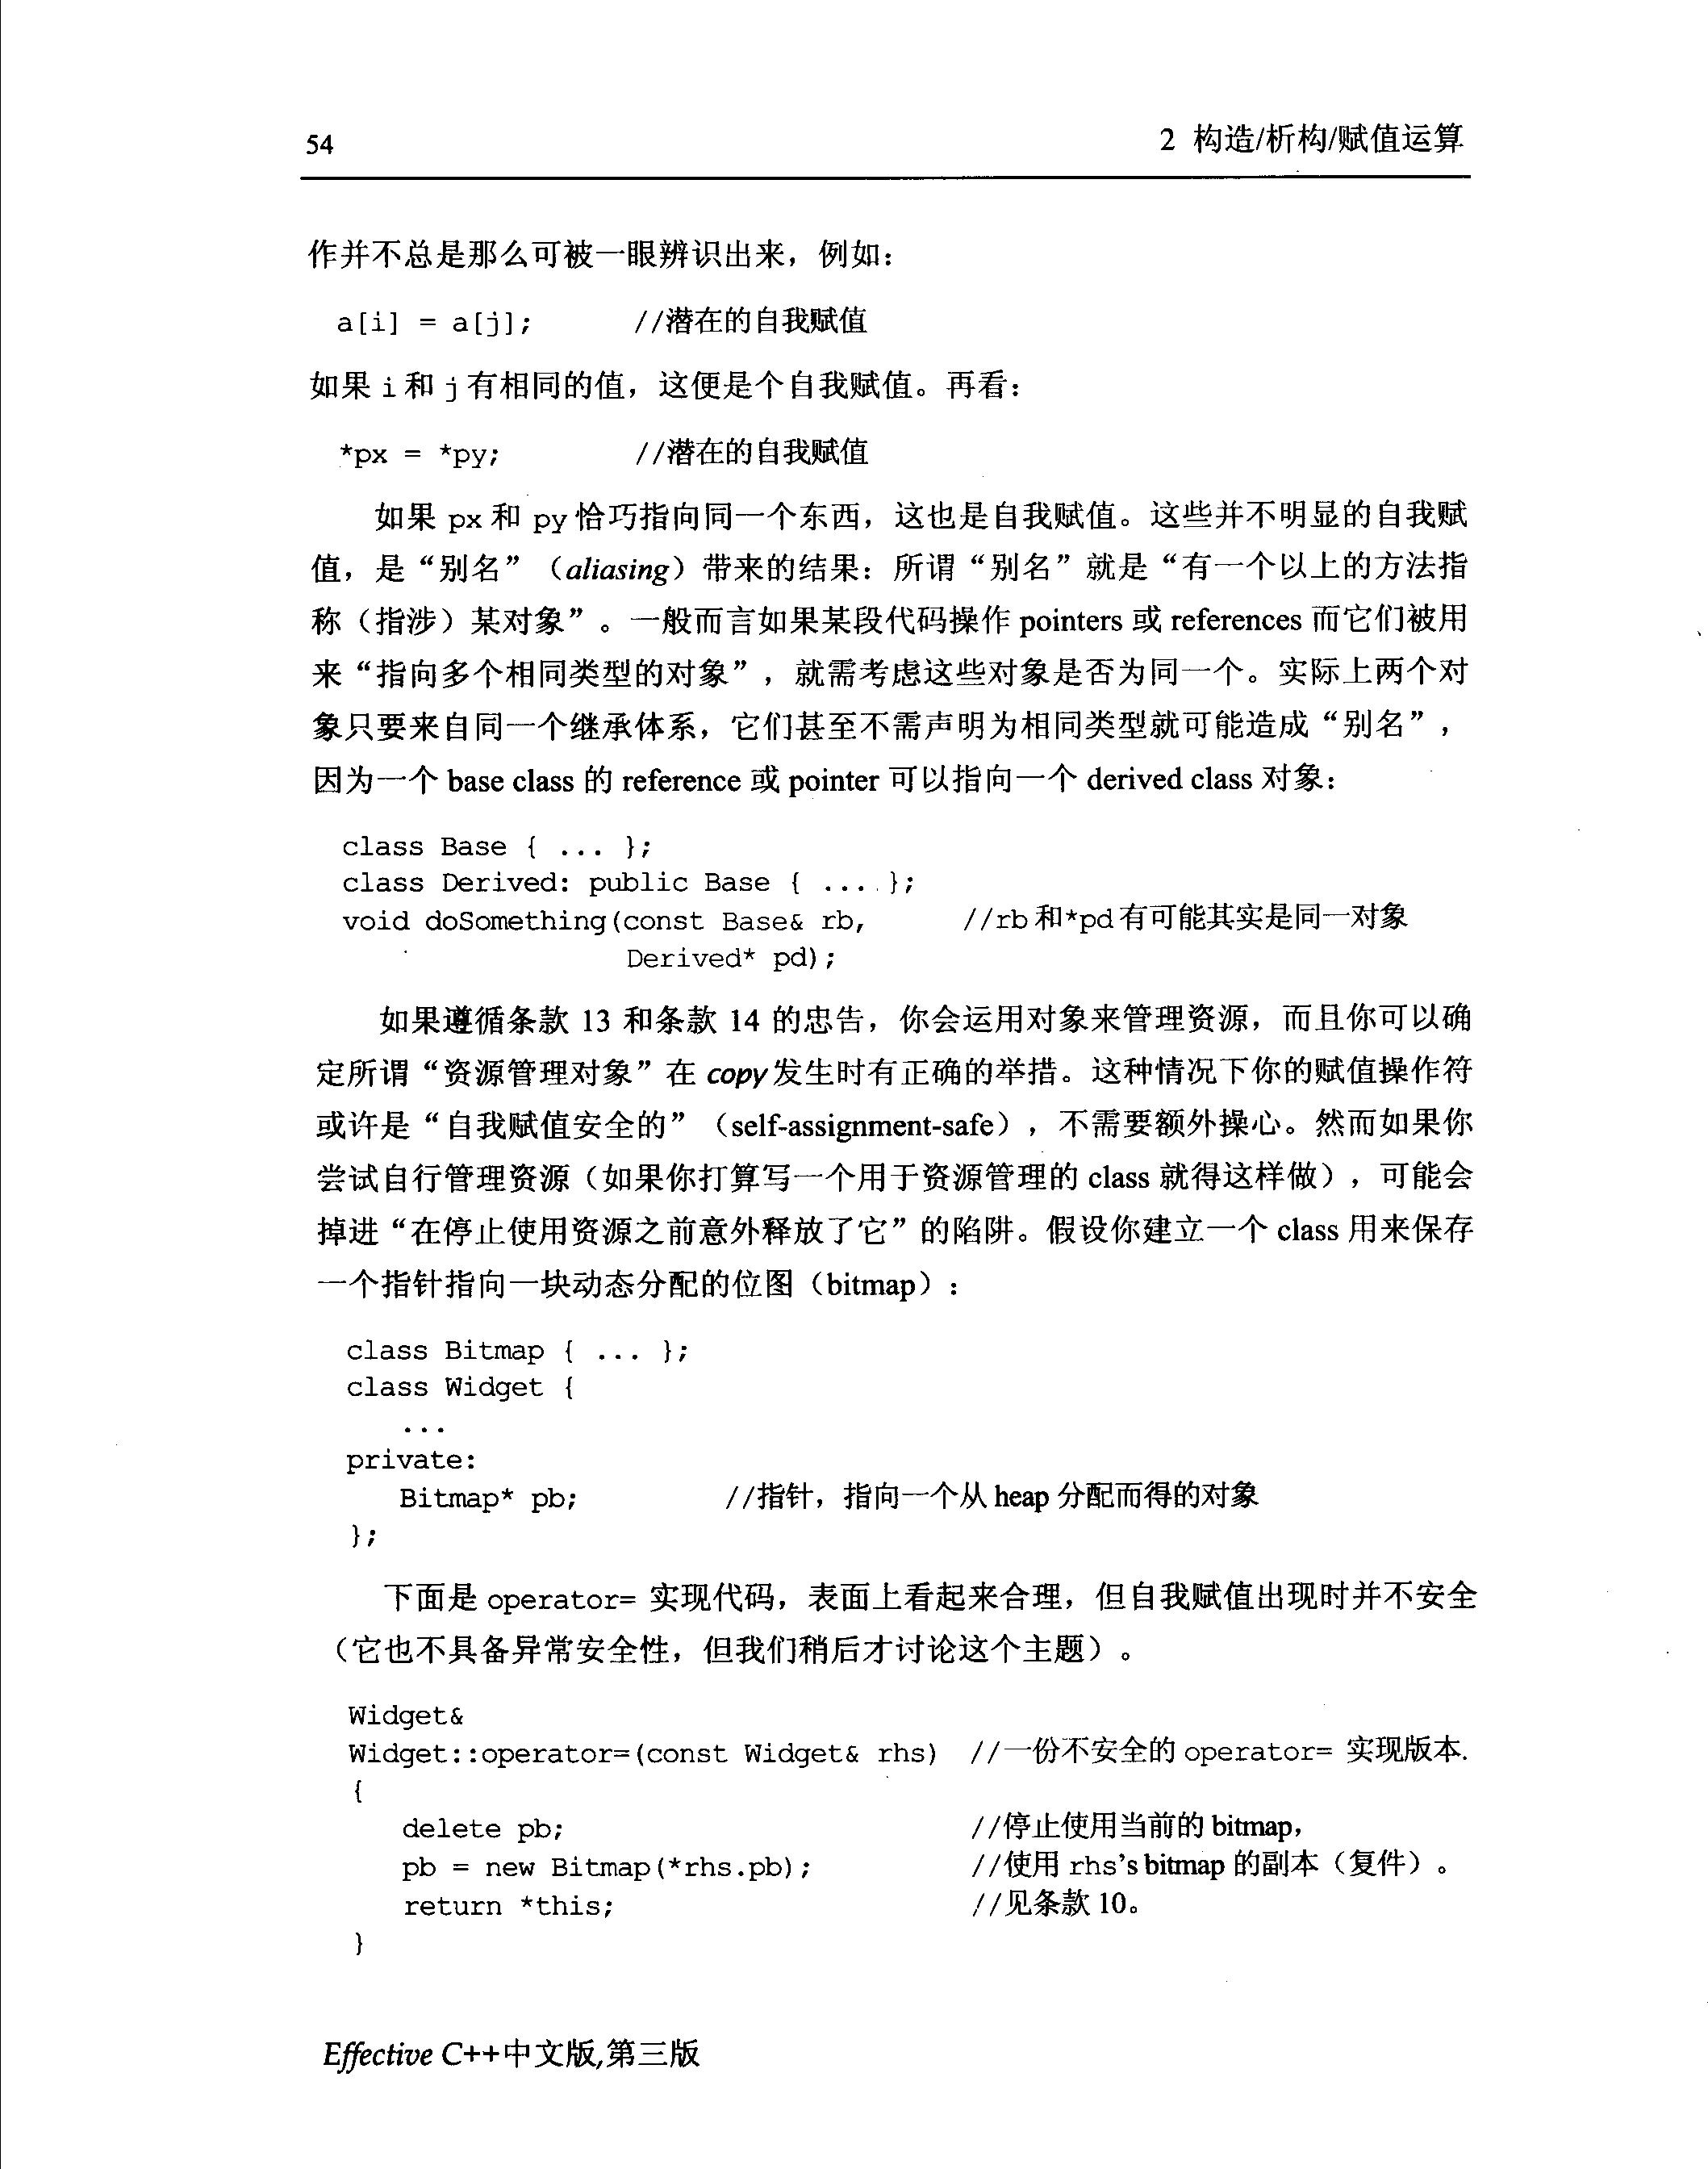 54
2 构造/析构/赋值运算
作并不总是那么可被一眼辨识出来，例如：
a[i] = a[j]; //潜在的自我赋值
如果 i 和 j 有相同的值，这便是个自我赋值。再看：
*px = *py; //潜在的自我赋值
如果 px 和 py 恰巧指向同一个东西，这也是自我赋值。这些并不明显的自我赋
值，是“别名”（aliasing）带来的结果：所谓“别名”就是“有一个以上的方法指
称（指涉）某对象”。一般而言如果某段代码操作 pointers 或 references 而它们被用
来“指向多个相同类型的对象”，就需考虑这些对象是否为同一个。实际上两个对
象只要来自同一个继承体系，它们甚至不需声明为相同类型就可能造成“别名”，
因为一个 base class 的 reference 或 pointer 可以指向一个 derived class 对象：
class Base { ... };
class Derived: public Base { ... };
void doSomething(const Base& rb, //rb 和*pd 有可能其实是同一对象
Derived* pd);
如果遵循条款 13 和条款 14 的忠告，你会运用对象来管理资源，而且你可以确
定所谓“资源管理对象”在 copy 发生时有正确的举措。这种情况下你的赋值操作符
或许是“自我赋值安全的”（self-assignment-safe），不需要额外操心。然而如果你
尝试自行管理资源（如果你打算写一个用于资源管理的 class 就得这样做），可能会
掉进“在停止使用资源之前意外释放了它”的陷阱。假设你建立一个 class 用来保存
一个指针指向一块动态分配的位图（bitmap）：
class Bitmap { ... };
class Widget {
...
private:
Bitmap* pb; //指针，指向一个从 heap 分配而得的对象
};
下面是 operator= 实现代码，表面上看起来合理，但自我赋值出现时并不安全
（它也不具备异常安全性，但我们稍后才讨论这个主题）。
Widget&
Widget::operator=(const Widget& rhs) //一份不安全的 operator= 实现版本.
{
delete pb; //停止使用当前的 bitmap，
pb = new Bitmap(*rhs.pb); //使用 rhs's bitmap 的副本（复件）。
return *this; //见条款 10。
}
Effective C++中文版,第三版